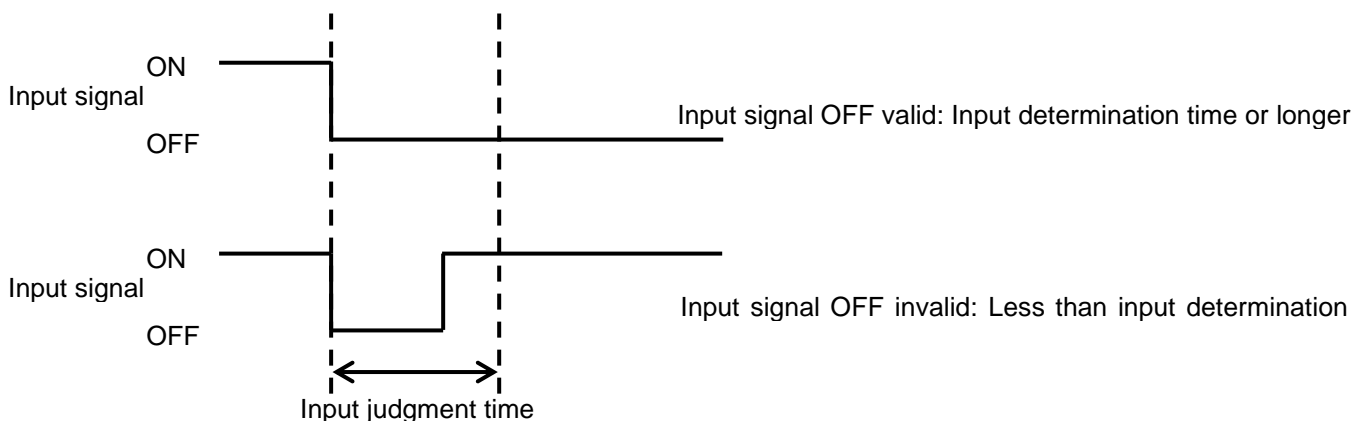 ON
Input signal
OFF
Input signal OFF valid: Input determination time or longer
ON
Input signal
OFF
Input signal OFF invalid: Less than input determination
Input judgment time